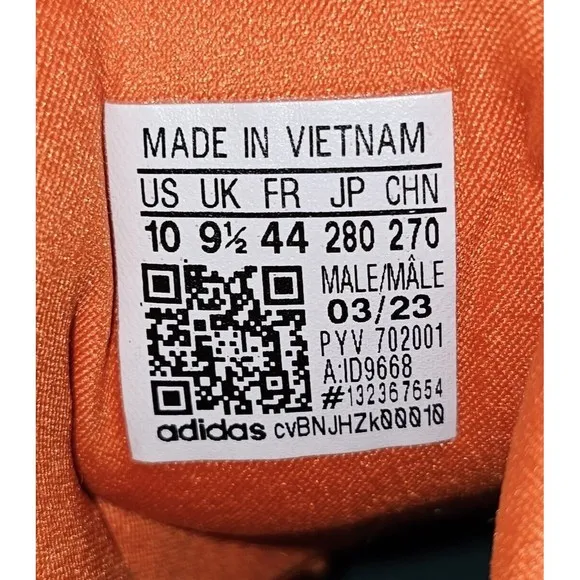 MADE IN VIETNAM
US UK FR JP CHN
10 9½ 44 280 270
MALE/MÂLE
03/23
PYV 702001
A:ID9668
#132367654
adidas cvBNJHZk00010